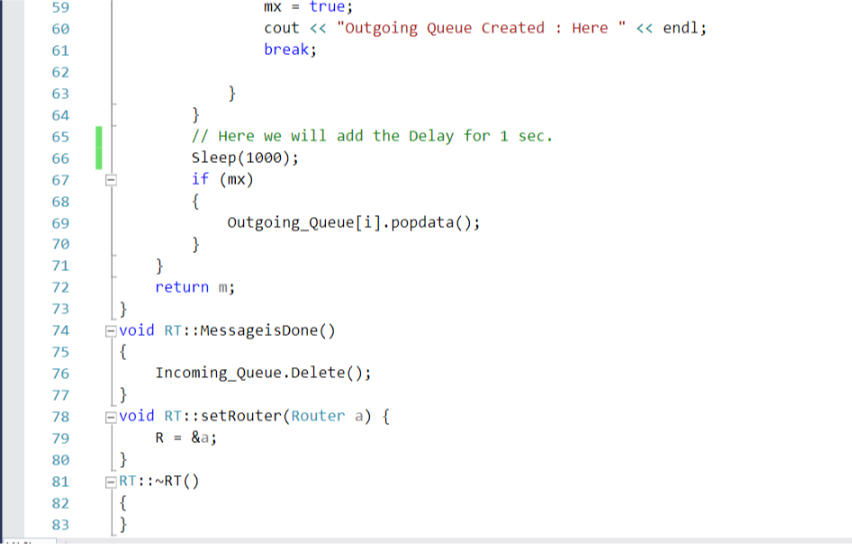 59 mx = true;
60 cout << "Outgoing Queue Created : Here " << endl;
61 break;
62
63 }
64 }
65 // Here we will add the Delay for 1 sec.
66 Sleep(1000);
67 if (mx)
68 {
69 Outgoing_Queue[i].popdata();
70 }
71 }
72 return m;
73 }
74 void RT::MessageisDone()
75 {
76 Incoming_Queue.Delete();
77 }
78 void RT::setRouter(Router a) {
79 R = &a;
80 }
81 RT::~RT()
82 {
83 }